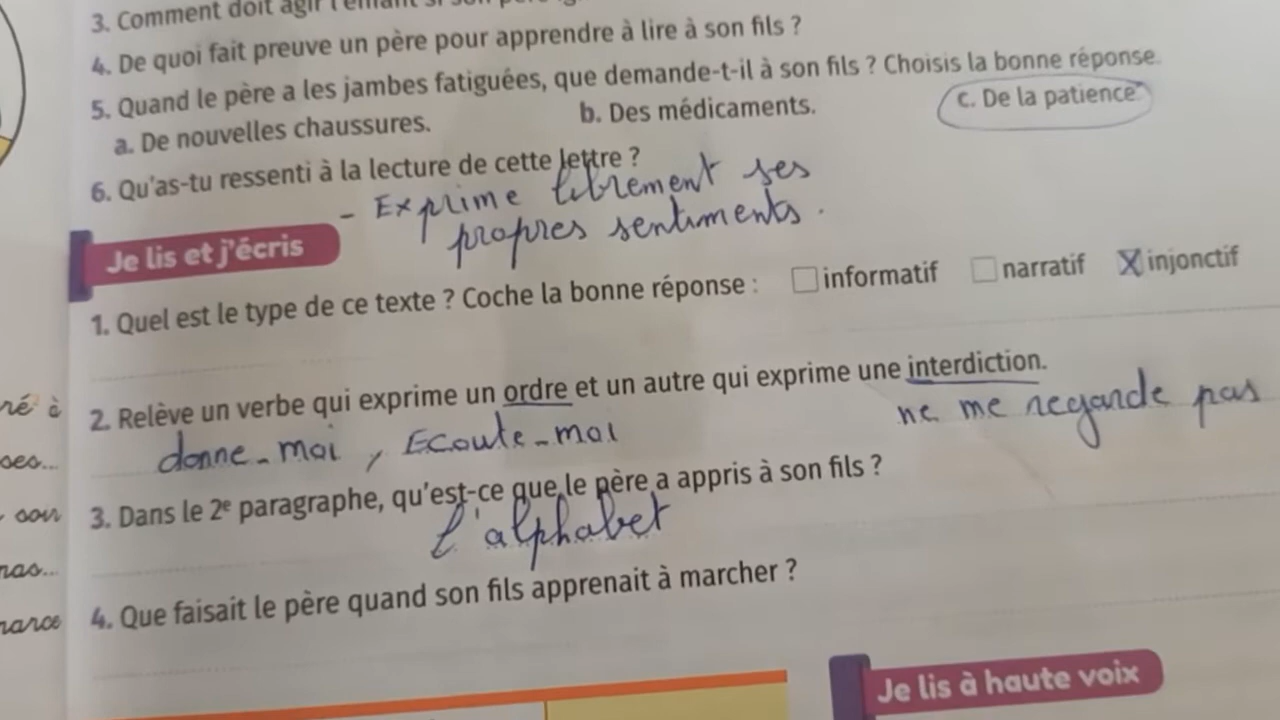 3. Comment doit agir l'enfant si son
4. De quoi fait preuve un père pour apprendre à lire à son fils ?
5. Quand le père a les jambes fatiguées, que demande-t-il à son fils ? Choisis la bonne réponse.
a. De nouvelles chaussures. b. Des médicaments. c. De la patience
6. Qu'as-tu ressenti à la lecture de cette lettre ?
- Exprime librement ses
propres sentiments.
Je lis et j'écris
1. Quel est le type de ce texte ? Coche la bonne réponse : informatif narratif injonctif
2. Relève un verbe qui exprime un ordre et un autre qui exprime une interdiction.
donne-moi, Ecoute-moi ne me regarde pas
3. Dans le 2e paragraphe, qu'est-ce que le père a appris à son fils ?
l'alphabet
4. Que faisait le père quand son fils apprenait à marcher ?
Je lis à haute voix
ré à
ses...
son
pas...
rance